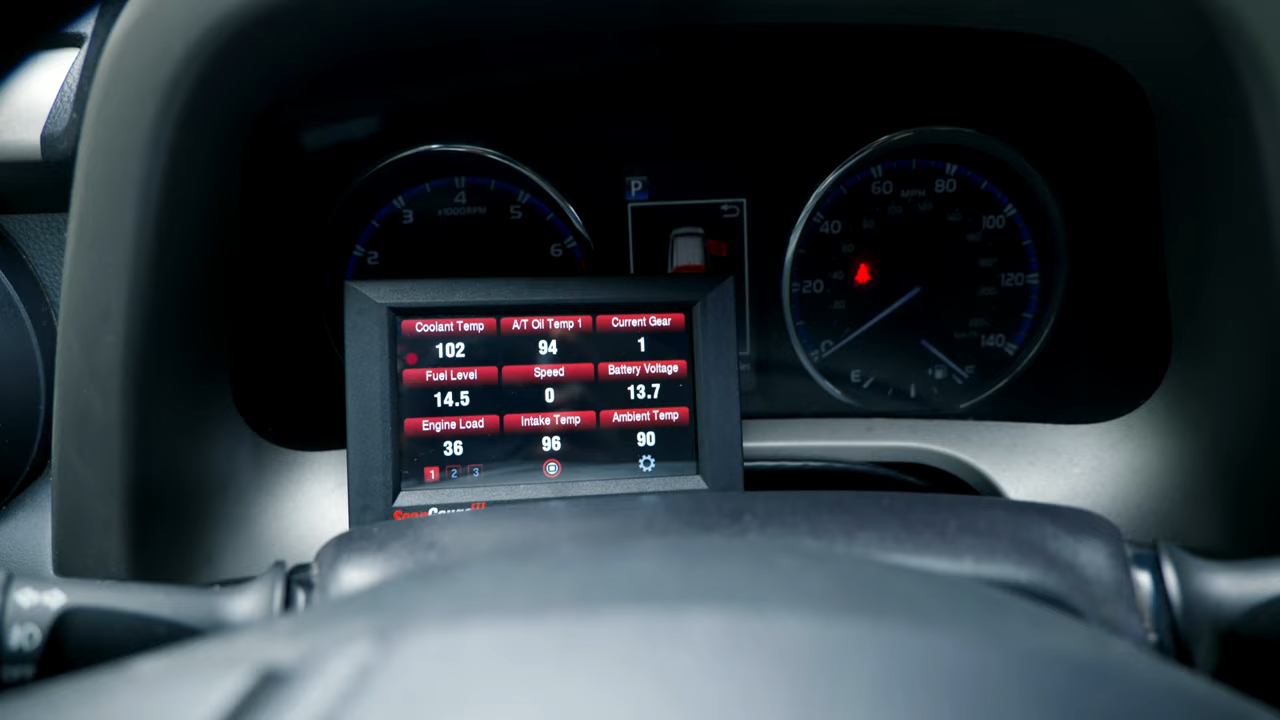 P
4
3
5
x1000RPM
2
6
60
MPH
80
40
100
20
120
0
140
E
F
Coolant Temp
A/T Oil Temp 1
Current Gear
102
94
1
Fuel Level
Speed
Battery Voltage
14.5
0
13.7
Engine Load
Intake Temp
Ambient Temp
36
96
90
1 2 3